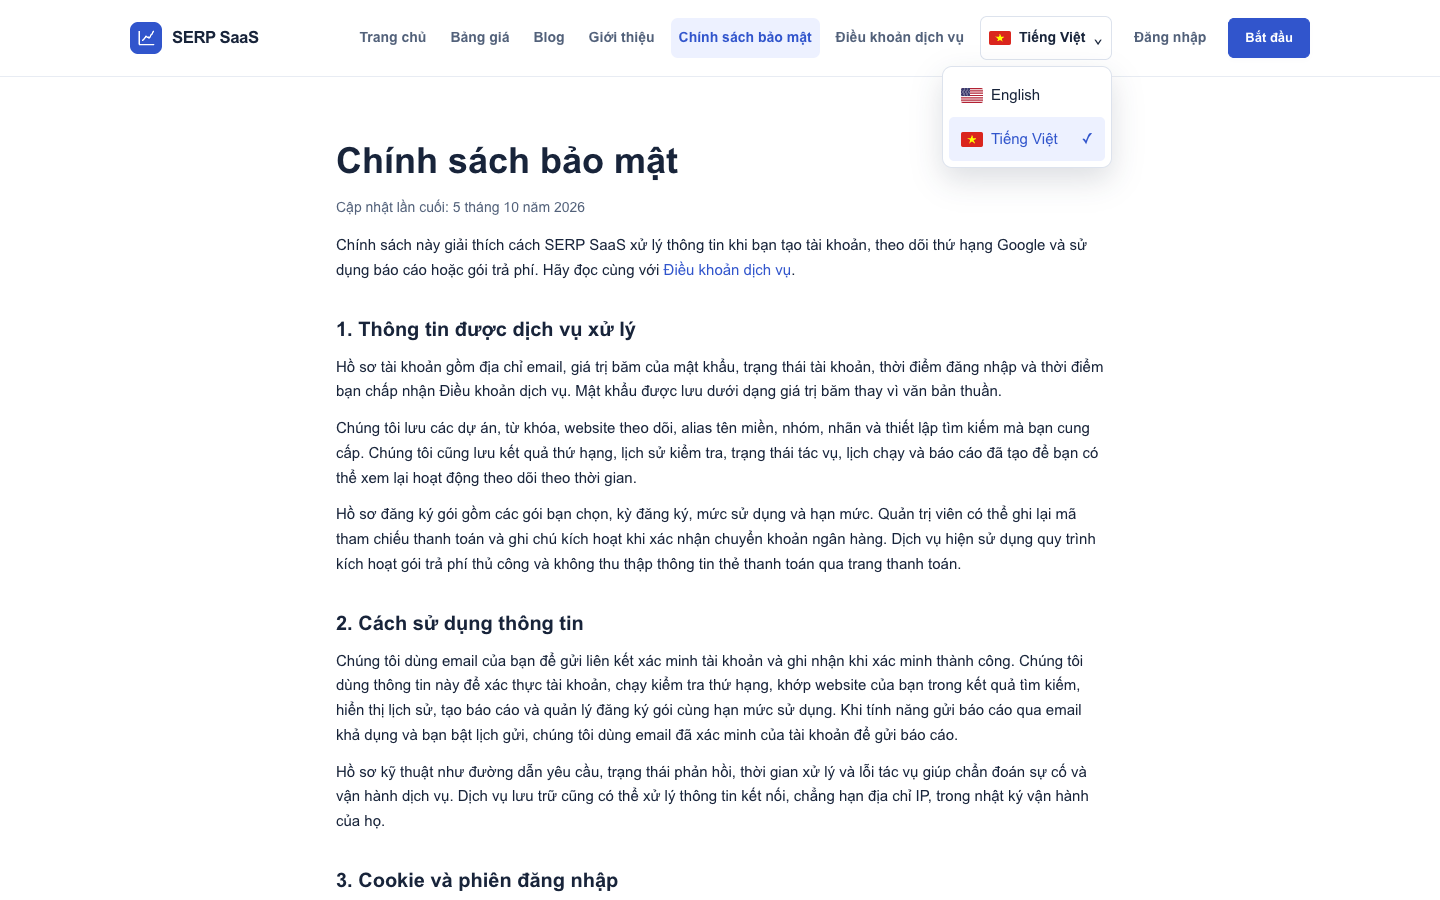 SERP SaaS
Trang chủ
Bảng giá
Blog
Giới thiệu
Chính sách bảo mật
Điều khoản dịch vụ
Tiếng Việt
Đăng nhập
Bắt đầu
English
Tiếng Việt
Chính sách bảo mật
Cập nhật lần cuối: 5 tháng 10 năm 2026
Chính sách này giải thích cách SERP SaaS xử lý thông tin khi bạn tạo tài khoản, theo dõi thứ hạng Google và sử
dụng báo cáo hoặc gói trả phí. Hãy đọc cùng với Điều khoản dịch vụ.
1. Thông tin được dịch vụ xử lý
Hồ sơ tài khoản gồm địa chỉ email, giá trị băm của mật khẩu, trạng thái tài khoản, thời điểm đăng nhập và thời điểm
bạn chấp nhận Điều khoản dịch vụ. Mật khẩu được lưu dưới dạng giá trị băm thay vì văn bản thuần.
Chúng tôi lưu các dự án, từ khóa, website theo dõi, alias tên miền, nhóm, nhãn và thiết lập tìm kiếm mà bạn cung
cấp. Chúng tôi cũng lưu kết quả thứ hạng, lịch sử kiểm tra, trạng thái tác vụ, lịch chạy và báo cáo đã tạo để bạn có
thể xem lại hoạt động theo dõi theo thời gian.
Hồ sơ đăng ký gói gồm các gói bạn chọn, kỳ đăng ký, mức sử dụng và hạn mức. Quản trị viên có thể ghi lại mã
tham chiếu thanh toán và ghi chú kích hoạt khi xác nhận chuyển khoản ngân hàng. Dịch vụ hiện sử dụng quy trình
kích hoạt gói trả phí thủ công và không thu thập thông tin thẻ thanh toán qua trang thanh toán.
2. Cách sử dụng thông tin
Chúng tôi dùng email của bạn để gửi liên kết xác minh tài khoản và ghi nhận khi xác minh thành công. Chúng tôi
dùng thông tin này để xác thực tài khoản, chạy kiểm tra thứ hạng, khớp website của bạn trong kết quả tìm kiếm,
hiển thị lịch sử, tạo báo cáo và quản lý đăng ký gói cùng hạn mức sử dụng. Khi tính năng gửi báo cáo qua email
khả dụng và bạn bật lịch gửi, chúng tôi dùng email đã xác minh của tài khoản để gửi báo cáo.
Hồ sơ kỹ thuật như đường dẫn yêu cầu, trạng thái phản hồi, thời gian xử lý và lỗi tác vụ giúp chẩn đoán sự cố và
vận hành dịch vụ. Dịch vụ lưu trữ cũng có thể xử lý thông tin kết nối, chẳng hạn địa chỉ IP, trong nhật ký vận hành
của họ.
3. Cookie và phiên đăng nhập